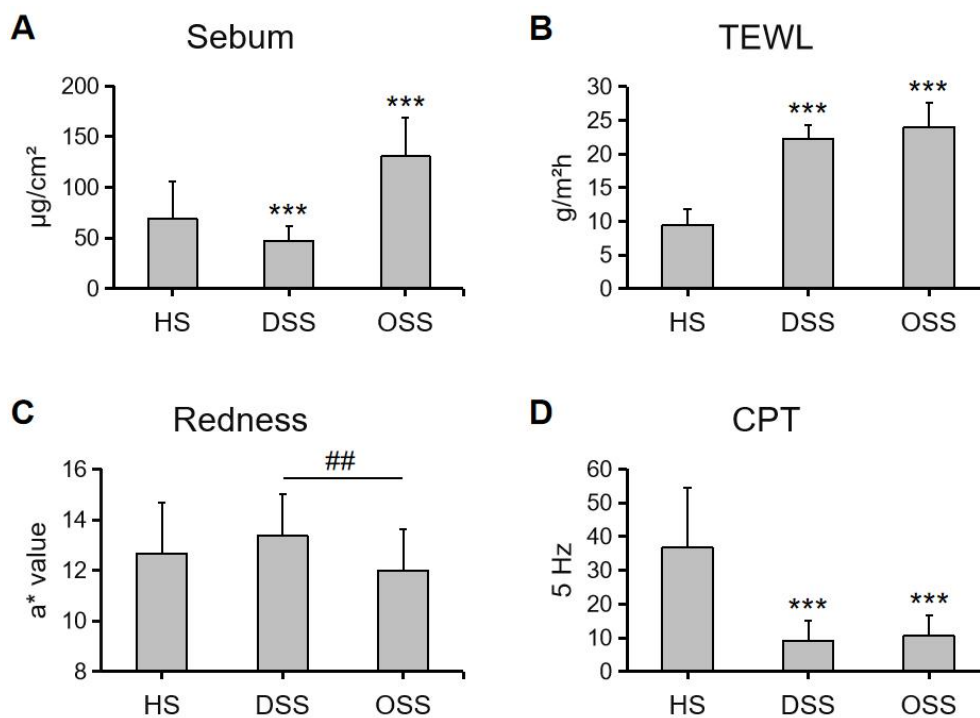 A
Sebum
200
150
100
50
0
µg/cm²
***
***
HS DSS OSS
B
TEWL
30
25
20
15
10
5
0
g/m²h
***
***
HS DSS OSS
C
Redness
16
14
12
10
8
a* value
##
HS DSS OSS
D
CPT
60
50
40
30
20
10
0
5 Hz
***
***
HS DSS OSS